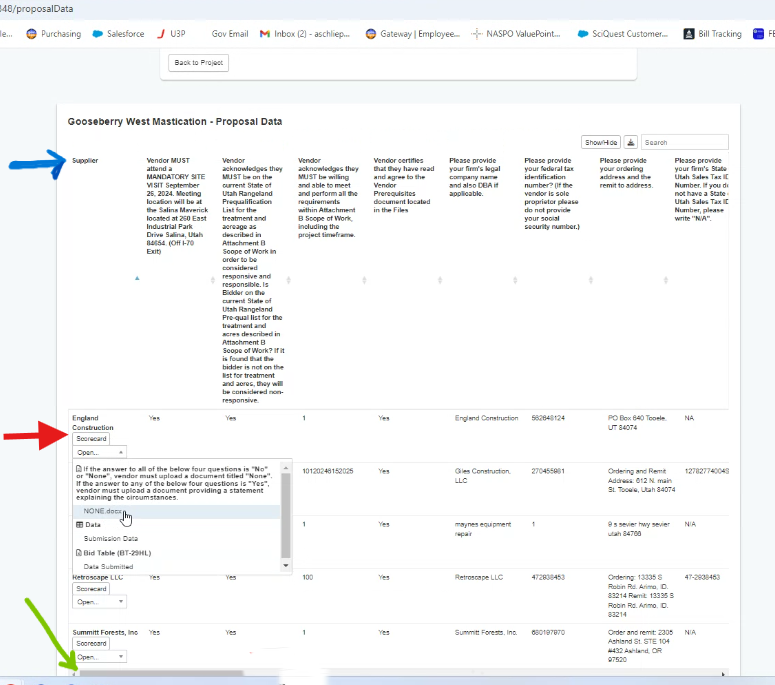 348/proposalData
Purchasing
Salesforce
U3P
Gov Email
Inbox (2) - aschliep...
Gateway | Employee...
NASPO ValuePoint...
SciQuest Customer...
Bill Tracking
Back to Project
Gooseberry West Mastication - Proposal Data
Show/Hide
Search
Supplier
Vendor MUST
attend a
MANDATORY SITE
VISIT September
26, 2024. Meeting
location will be at
the Salina Maverick
located at 260 East
Industrial Park
Drive Salina, Utah
84654. (Off I-70
Exit)
Vendor
acknowledges they
MUST be on the
current State of
Utah Rangeland
Prequalification
List for the
treatment and
acreage as
described in
Attachment B
Scope of Work in
order to be
considered
responsive and
responsible. Is
Bidder on the
current State of
Utah Rangeland
Pre-qual list for the
treatment and
acres described in
Attachment B
Scope of Work? If it
is found that the
bidder is not on the
list for treatment
and acres, they will
be considered non-
responsive.
Vendor
acknowledges they
MUST be willing
and able to meet
and perform all the
requirements
within Attachment
B Scope of Work,
including the
project timeframe.
Vendor certifies
that they have read
and agree to the
Vendor
Prerequisites
document located
in the Files
Please provide
your firm's legal
company name
and also DBA if
applicable.
Please provide
your federal tax
identification
number? (If the
vendor is sole
proprietor please
do not provide
your social
security number.)
Please provide
your ordering
address and the
remit to address.
Please provide
your firm's State
Utah Sales Tax ID
Number. If you do
not have a State
Utah Sales Tax ID
Number, please
write "N/A".
England
Construction
Yes
Yes
1
Yes
England Construction
562648124
PO Box 640 Tooele,
UT 84074
NA
Scorecard
Open...
If the answer to all of the below four questions is "No"
or "None", vendor must upload a document titled "None".
If the answer to any of the below four questions is "Yes",
vendor must upload a document providing a statement
explaining the circumstances.
NONE.docx
Data
Submission Data
Bid Table (BT-29HL)
Data Submitted
10120246152025
Yes
Giles Construction,
LLC
270455981
Ordering and Remit
Address: 612 N. main
St. Tooele, Utah 84074
1
Yes
maynes equipment
repair
1
9 s sevier hwy sevier
utah 84766
N/A
Retroscape LLC
Yes
Yes
100
Yes
Retroscape LLC
472938453
Ordering: 13335 S
Robin Rd. Arimo, ID.
83214 Remit: 13335 S
Robin Rd. Arimo, ID.
83214
47-2938453
Scorecard
Open...
Summitt Forests, Inc
Yes
Yes
1
Yes
Summitt Forests, Inc.
680197870
Order and remit: 2305
Ashland St. STE 104
#432 Ashland, OR
97520
N/A
Scorecard
Open...